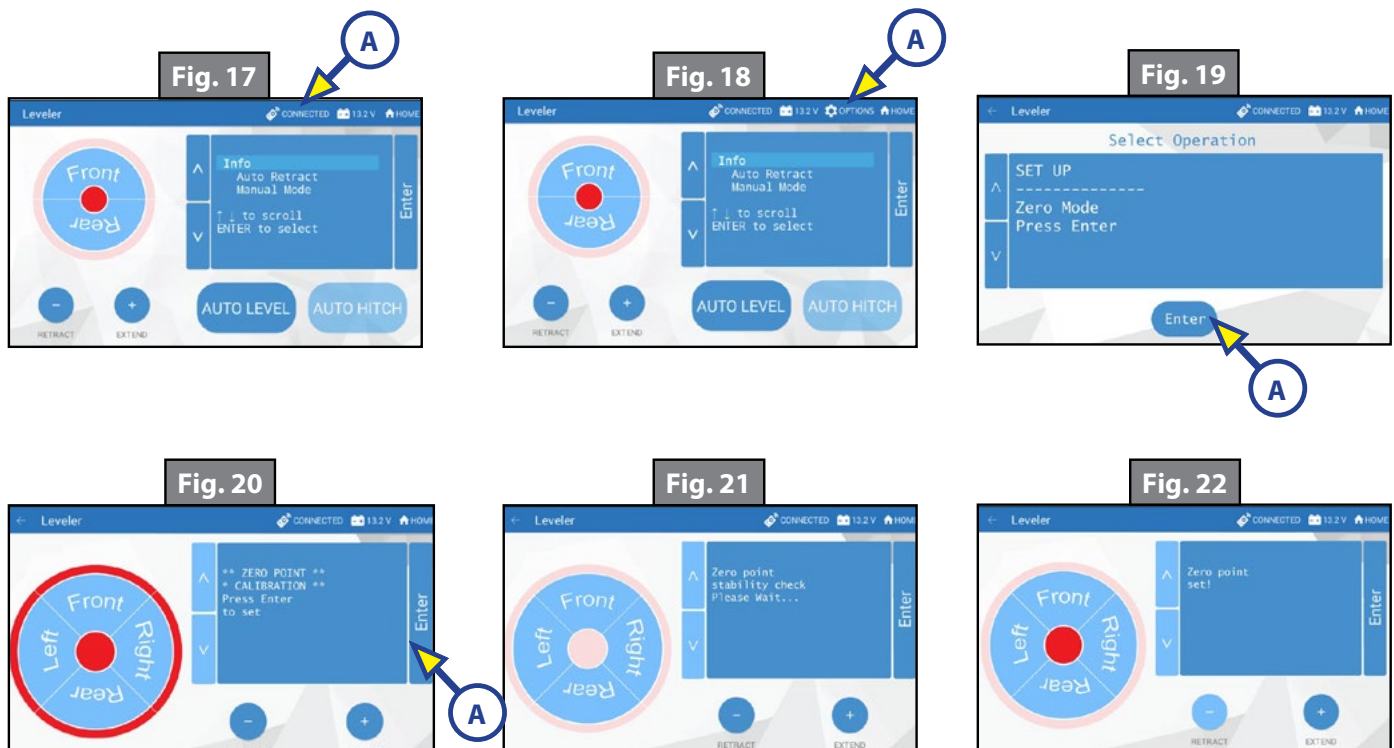 A
A
Fig. 17
Fig. 18
Fig. 19
Leveler
CONNECTED 13.2 V HOME
Front
Rear
^
v
Info
Auto Retract
Manual Mode
↑ ↓ to scroll
ENTER to select
Enter
-
+
RETRACT
EXTEND
AUTO LEVEL
AUTO HITCH
Leveler
CONNECTED 13.2 V OPTIONS HOME
Front
Rear
^
v
Info
Auto Retract
Manual Mode
↑ ↓ to scroll
ENTER to select
Enter
-
+
RETRACT
EXTEND
AUTO LEVEL
AUTO HITCH
← Leveler
CONNECTED 13.2 V HOME
Select Operation
^
v
SET UP
--------------
Zero Mode
Press Enter
Enter
A
Fig. 20
Fig. 21
Fig. 22
← Leveler
CONNECTED 13.2 V HOME
Front
Left
Right
Rear
^
v
** ZERO POINT **
* CALIBRATION **
Press Enter
to set
Enter
-
+
A
← Leveler
CONNECTED 13.2 V HOM
Front
Left
Right
Rear
^
v
Zero point
stability check
Please Wait...
Enter
-
+
RETRACT
EXTEND
← Leveler
CONNECTED 13.2 V HOME
Front
Left
Right
Rear
^
v
Zero point
set!
Enter
-
+
RETRACT
EXTEND